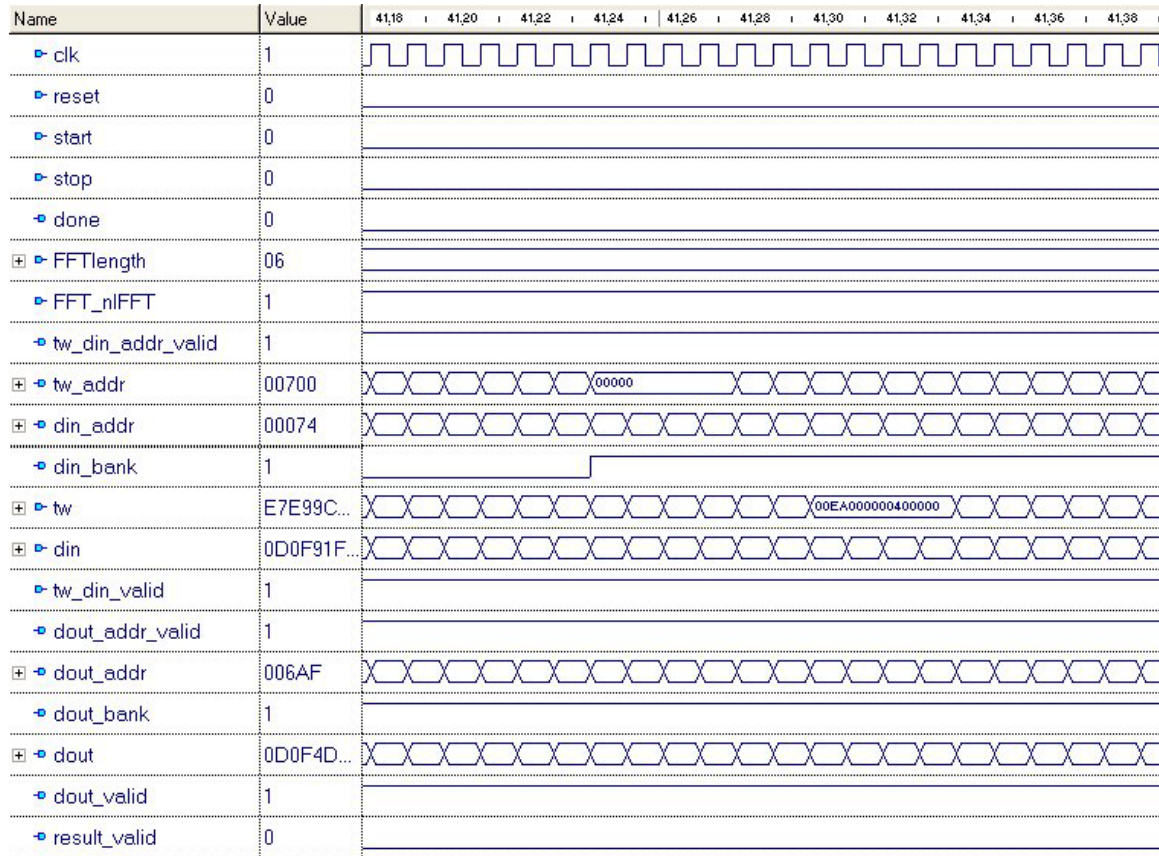 Name Value 41,18 41,20 41,22 41,24 41,26 41,28 41,30 41,32 41,34 41,36 41,38
clk 1
reset 0
start 0
stop 0
done 0
FFTlength 06
FFT_nIFFT 1
tw_din_addr_valid 1
tw_addr 00700 00000
din_addr 00074
din_bank 1
tw E7E99C... 00EA000000400000
din 0D0F91F...
tw_din_valid 1
dout_addr_valid 1
dout_addr 006AF
dout_bank 1
dout 0D0F4D...
dout_valid 1
result_valid 0